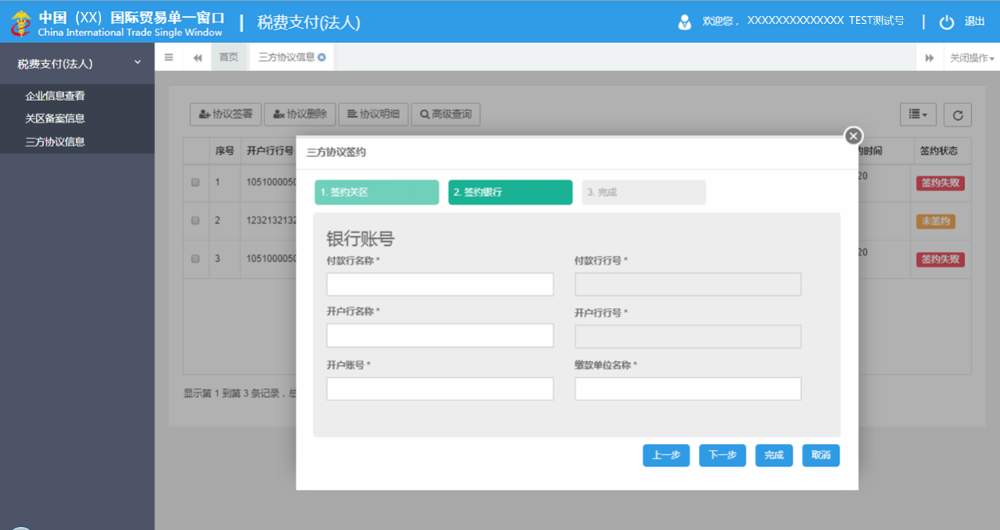 中国（XX）国际贸易单一窗口
China International Trade Single Window
税费支付(法人)
欢迎您， XXXXXXXXXXXXXX TEST测试号
退出
税费支付(法人)
首页
三方协议信息
关闭操作
企业信息查看
关区备案信息
三方协议信息
协议签署
协议删除
协议明细
高级查询
序号 开户行行号 约时间 签约状态
1 1051000050 20 签约失败
2 1232132132 未签约
3 1051000050 20 签约失败
显示第 1 到第 3 条记录，总
三方协议签约
1. 签约关区
2. 签约银行
3. 完成
银行账号
付款行名称 *
付款行行号 *
开户行名称 *
开户行行号 *
开户账号 *
缴款单位名称 *
上一步
下一步
完成
取消